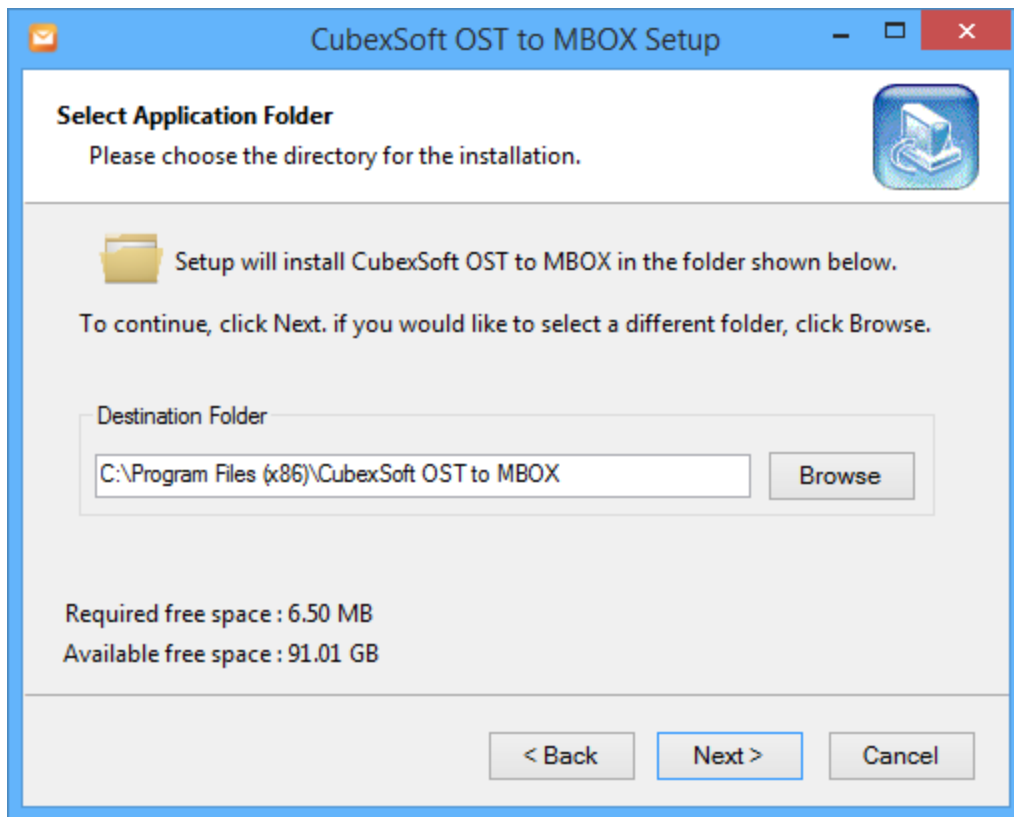 CubexSoft OST to MBOX Setup
Select Application Folder
Please choose the directory for the installation.
Setup will install CubexSoft OST to MBOX in the folder shown below.
To continue, click Next. if you would like to select a different folder, click Browse.
Destination Folder
C:\Program Files (x86)\CubexSoft OST to MBOX
Browse
Required free space : 6.50 MB
Available free space : 91.01 GB
< Back Next > Cancel